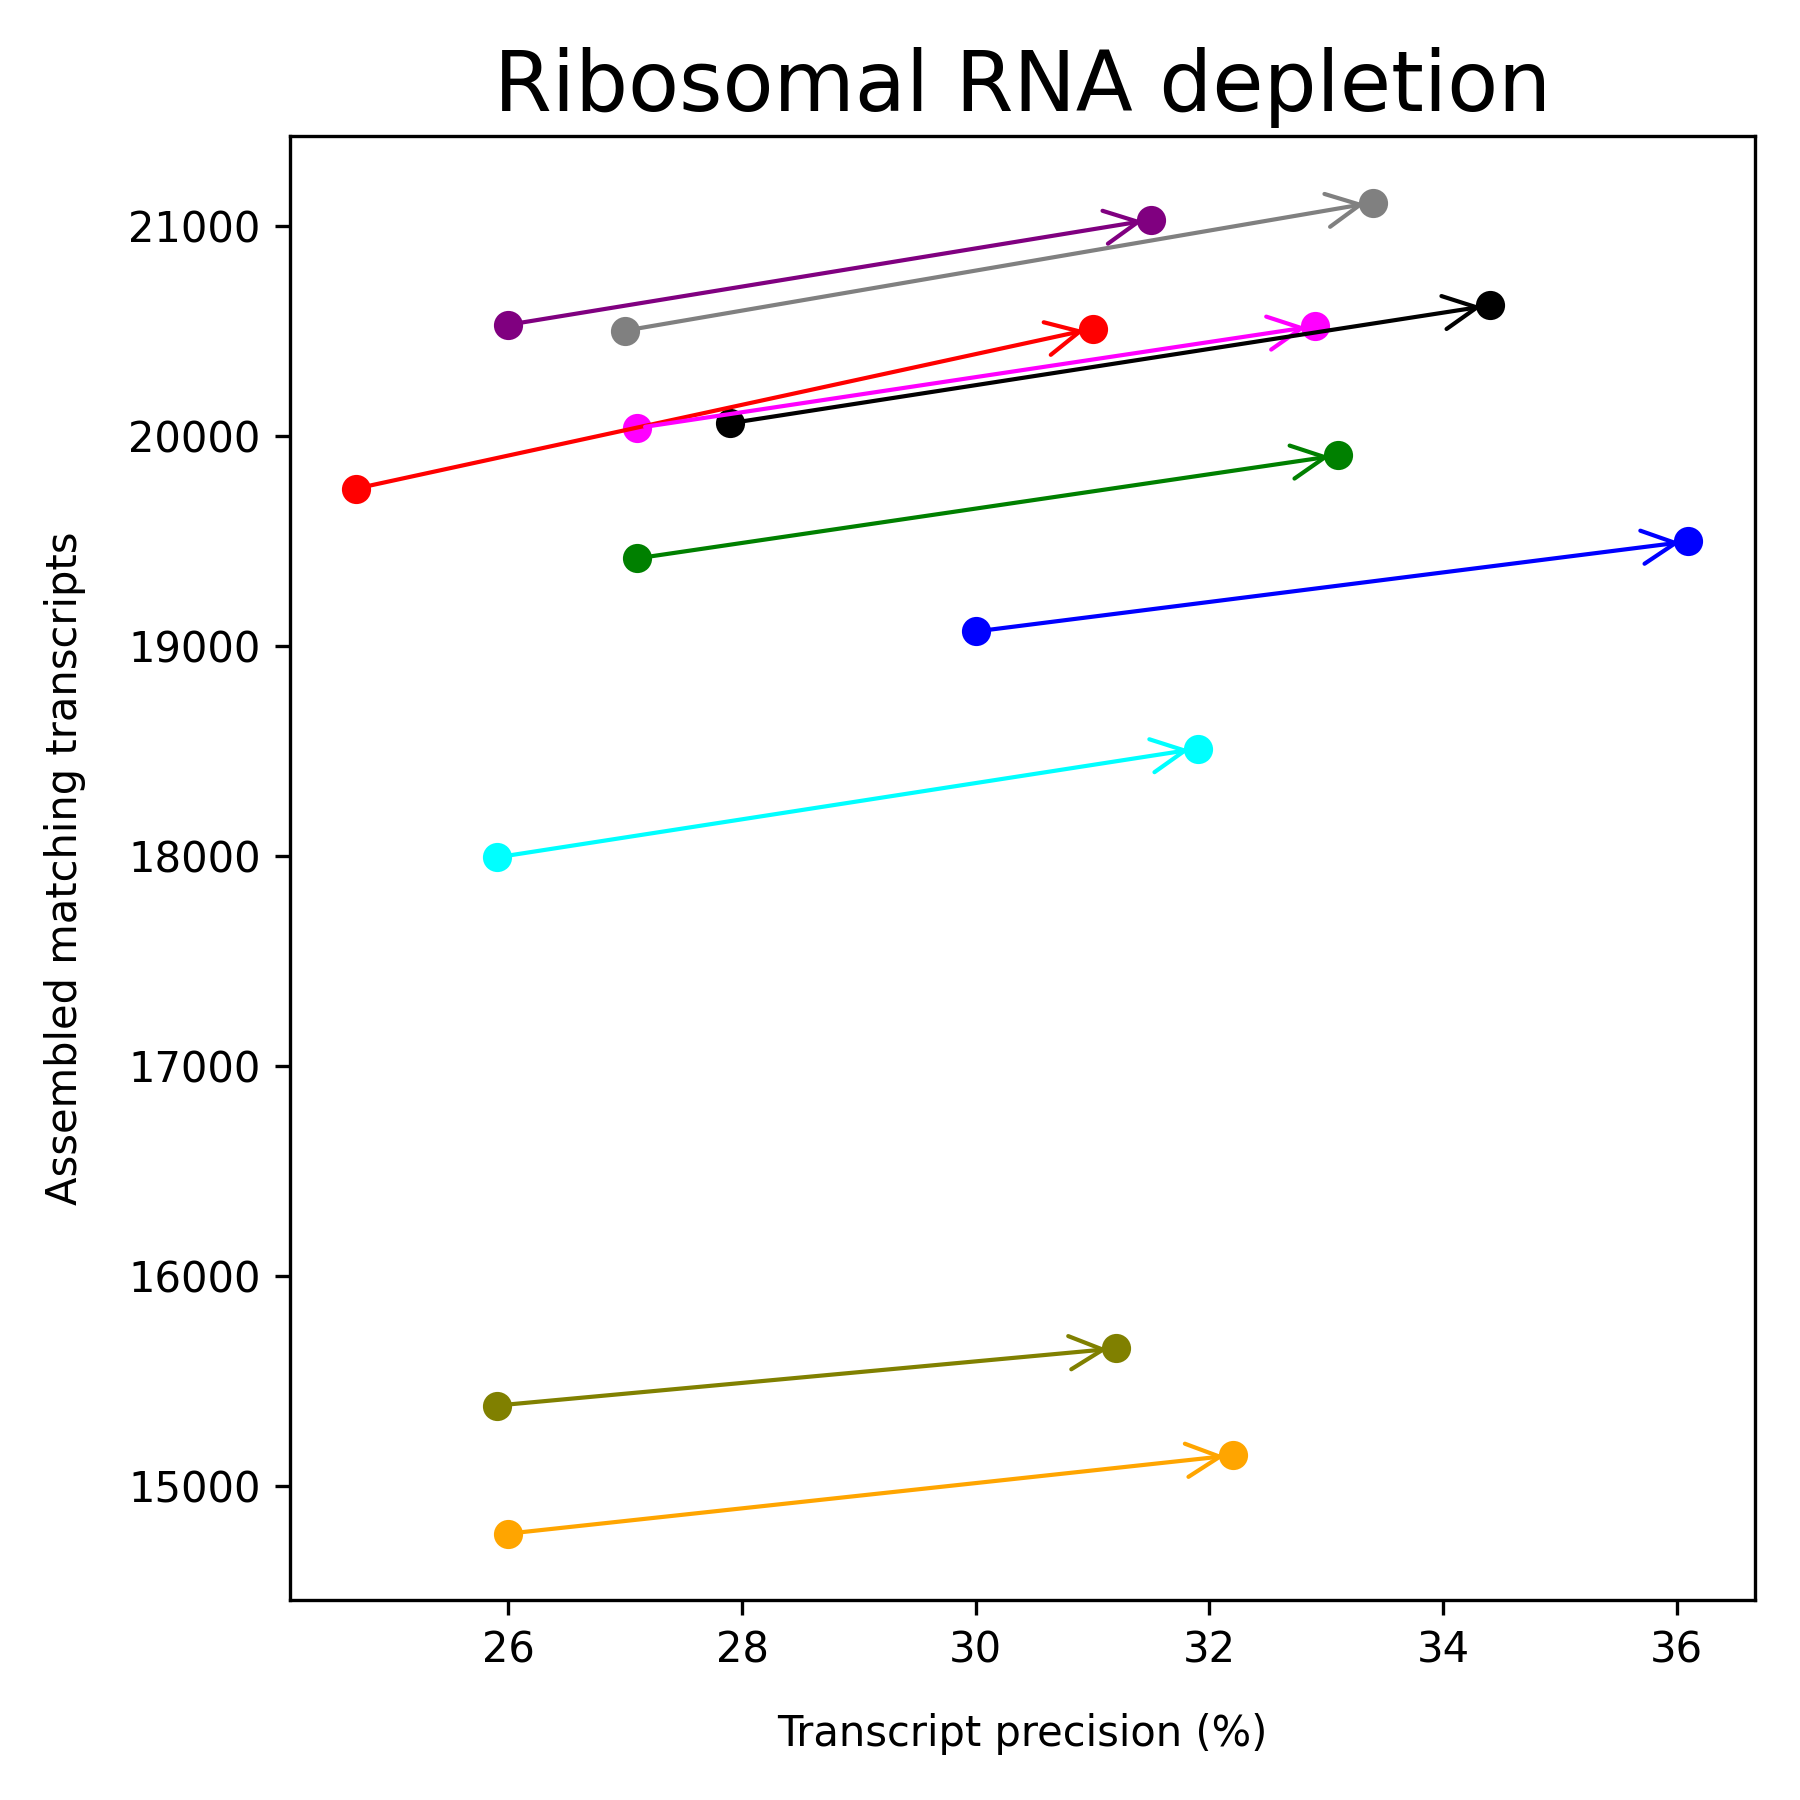 Ribosomal RNA depletion
21000
20000
19000
18000
17000
16000
15000
Assembled matching transcripts
26 28 30 32 34 36
Transcript precision (%)